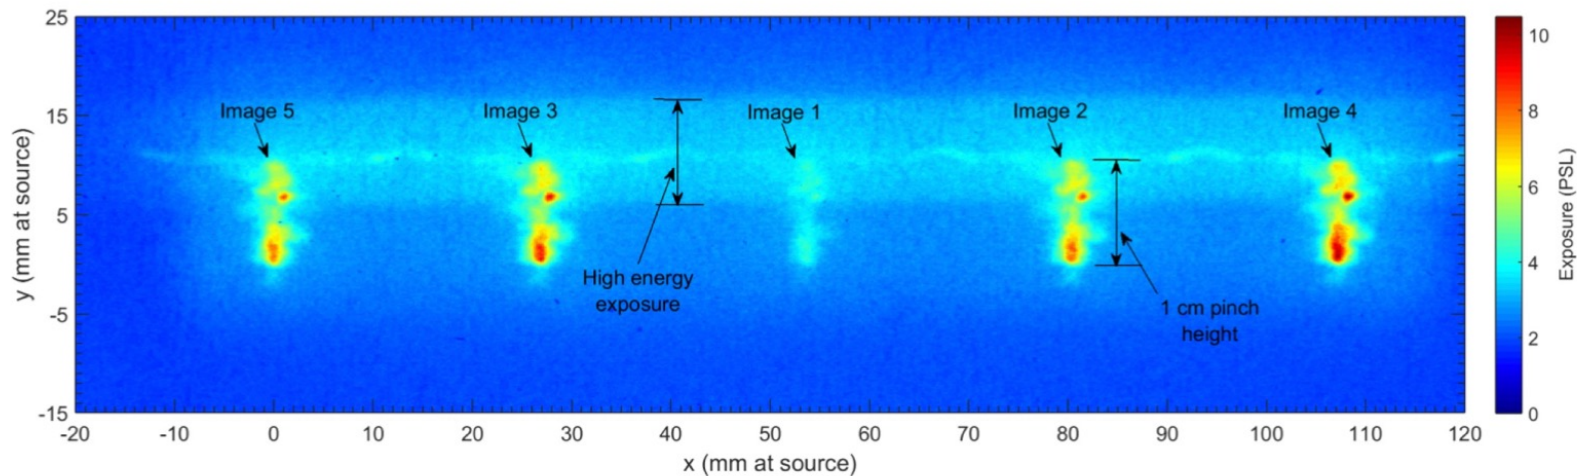 25
15
5
-5
-15
y (mm at source)
Image 5
Image 3
Image 1
Image 2
Image 4
High energy
exposure
1 cm pinch
height
-20
-10
0
10
20
30
40
50
60
70
80
90
100
110
120
x (mm at source)
10
8
6
4
2
0
Exposure (PSL)